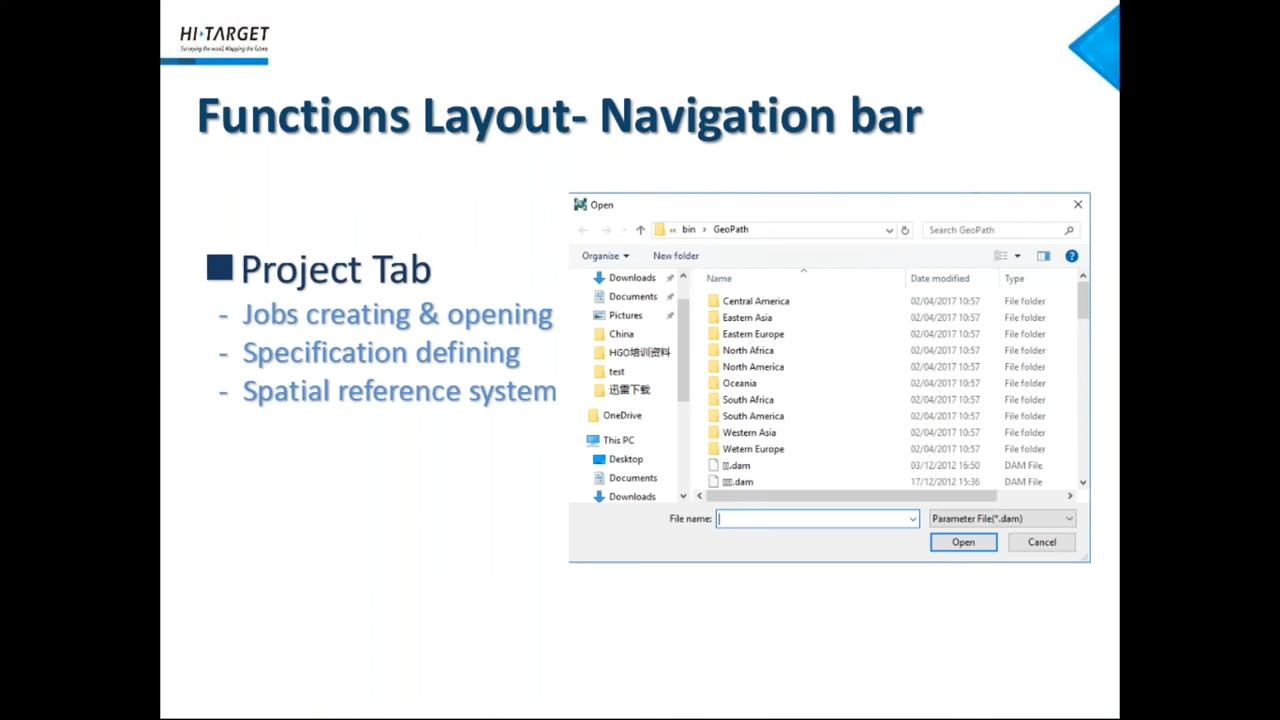 HI-TARGET
Surveying the world, Mapping the future
Functions Layout- Navigation bar
Project Tab
- Jobs creating & opening
- Specification defining
- Spatial reference system
Open
« bin › GeoPath
Search GeoPath
Organise
New folder
Downloads
Documents
Pictures
China
HGO培训资料
test
迅雷下载
OneDrive
This PC
Desktop
Documents
Downloads
Name Date modified Type
Central America 02/04/2017 10:57 File folder
Eastern Asia 02/04/2017 10:57 File folder
Eastern Europe 02/04/2017 10:57 File folder
North Africa 02/04/2017 10:57 File folder
North America 02/04/2017 10:57 File folder
Oceania 02/04/2017 10:57 File folder
South Africa 02/04/2017 10:57 File folder
South America 02/04/2017 10:57 File folder
Western Asia 02/04/2017 10:57 File folder
Wetern Europe 02/04/2017 10:57 File folder
.dam 03/12/2012 16:50 DAM File
.dam 17/12/2012 15:36 DAM File
File name:
Parameter File(*.dam)
Open
Cancel